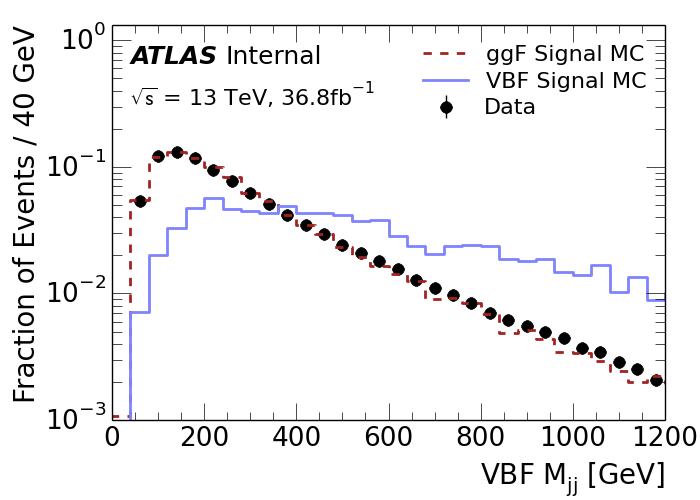 10⁰
ATLAS Internal
√s = 13 TeV, 36.8fb⁻¹
ggF Signal MC
VBF Signal MC
Data
10⁻¹
10⁻²
10⁻³
Fraction of Events / 40 GeV
0 200 400 600 800 1000 1200
VBF M_jj [GeV]